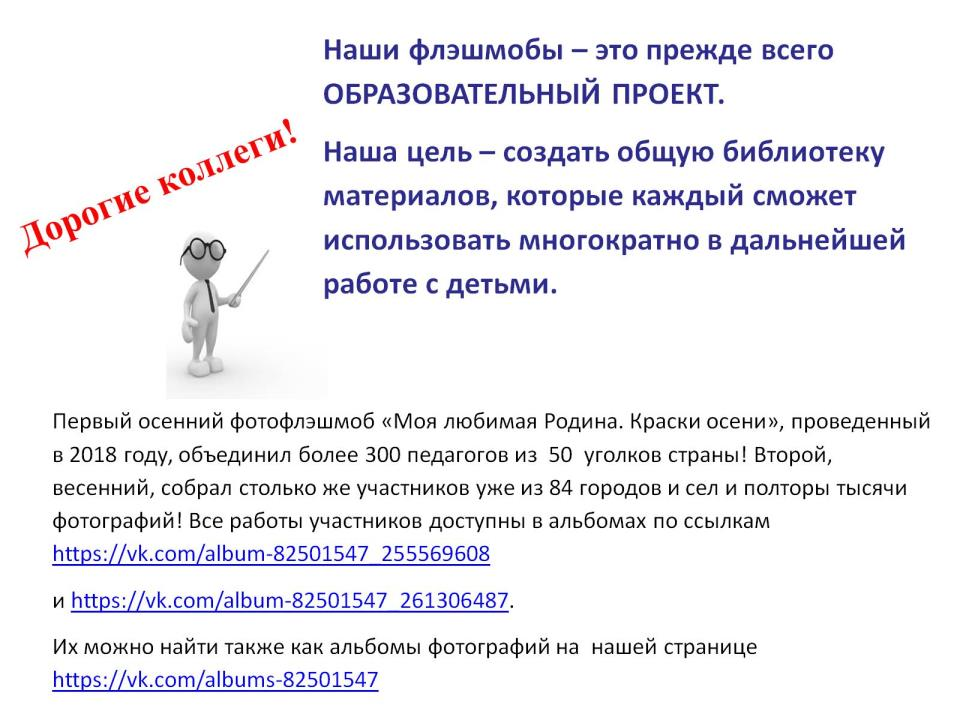 Дорогие коллеги!
Наши флэшмобы – это прежде всего
ОБРАЗОВАТЕЛЬНЫЙ ПРОЕКТ.
Наша цель – создать общую библиотеку
материалов, которые каждый сможет
использовать многократно в дальнейшей
работе с детьми.
Первый осенний фотофлэшмоб «Моя любимая Родина. Краски осени», проведенный
в 2018 году, объединил более 300 педагогов из 50 уголков страны! Второй,
весенний, собрал столько же участников уже из 84 городов и сел и полторы тысячи
фотографий! Все работы участников доступны в альбомах по ссылкам
https://vk.com/album-82501547_255569608
и https://vk.com/album-82501547_261306487.
Их можно найти также как альбомы фотографий на нашей странице
https://vk.com/albums-82501547